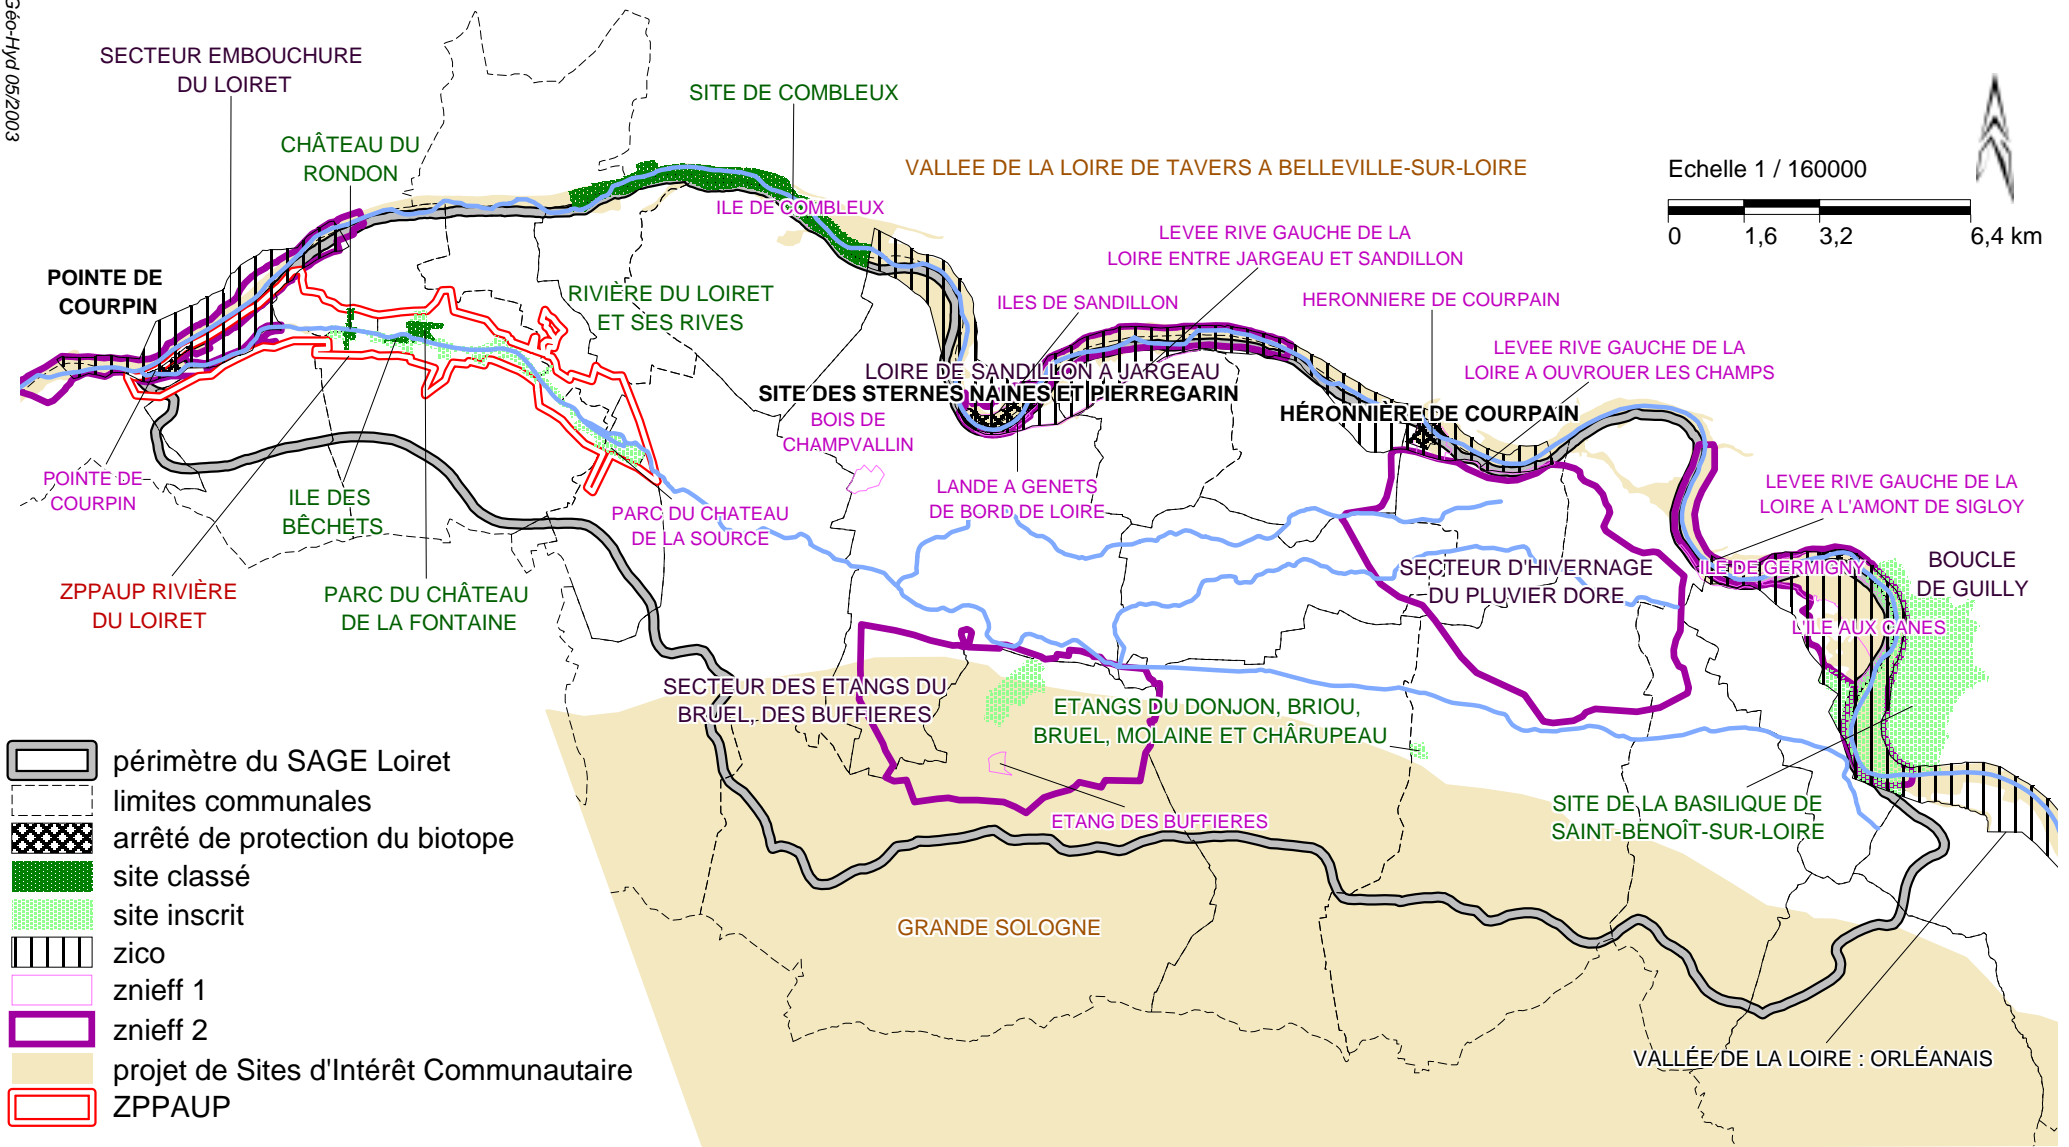 Géo-Hyd 05/2003
SECTEUR EMBOUCHURE
DU LOIRET
SITE DE COMBLEUX
CHÂTEAU DU
RONDON
VALLEE DE LA LOIRE DE TAVERS A BELLEVILLE-SUR-LOIRE
Echelle 1 / 160000
0 1,6 3,2 6,4 km
ILE DE COMBLEUX
LEVEE RIVE GAUCHE DE LA
LOIRE ENTRE JARGEAU ET SANDILLON
POINTE DE
COURPIN
RIVIÈRE DU LOIRET
ET SES RIVES
ILES DE SANDILLON
HERONNIERE DE COURPAIN
LEVEE RIVE GAUCHE DE LA
LOIRE A OUVROUER LES CHAMPS
LOIRE DE SANDILLON A JARGEAU
SITE DES STERNES NAINES ET PIERREGARIN
HÉRONNIÈRE DE COURPAIN
BOIS DE
CHAMPVALLIN
POINTE DE
COURPIN
ILE DES
BÊCHETS
PARC DU CHATEAU
DE LA SOURCE
LANDE A GENETS
DE BORD DE LOIRE
LEVEE RIVE GAUCHE DE LA
LOIRE A L'AMONT DE SIGLOY
SECTEUR D'HIVERNAGE
DU PLUVIER DORE
ILE DE GERMIGNY
BOUCLE
DE GUILLY
ZPPAUP RIVIÈRE
DU LOIRET
PARC DU CHÂTEAU
DE LA FONTAINE
L'ILE AUX CANES
SECTEUR DES ETANGS DU
BRUEL, DES BUFFIERES
ETANGS DU DONJON, BRIOU,
BRUEL, MOLAINE ET CHÂRUPEAU
ETANG DES BUFFIERES
SITE DE LA BASILIQUE DE
SAINT-BENOÎT-SUR-LOIRE
GRANDE SOLOGNE
VALLÉE DE LA LOIRE : ORLÉANAIS
périmètre du SAGE Loiret
limites communales
arrêté de protection du biotope
site classé
site inscrit
zico
znieff 1
znieff 2
projet de Sites d'Intérêt Communautaire
ZPPAUP